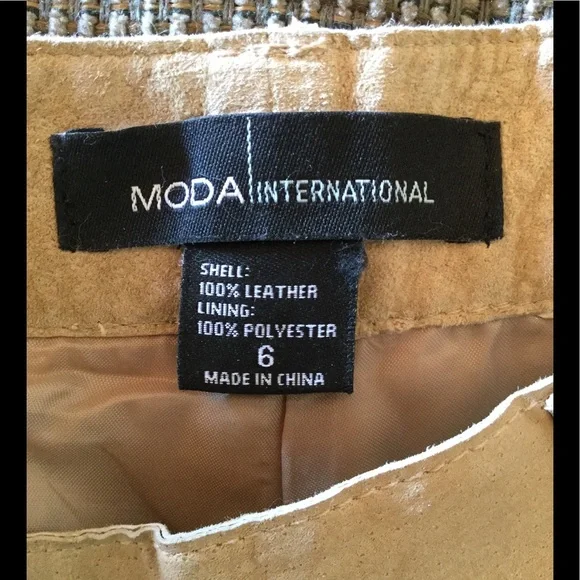 MODA INTERNATIONAL
SHELL:
100% LEATHER
LINING:
100% POLYESTER
6
MADE IN CHINA